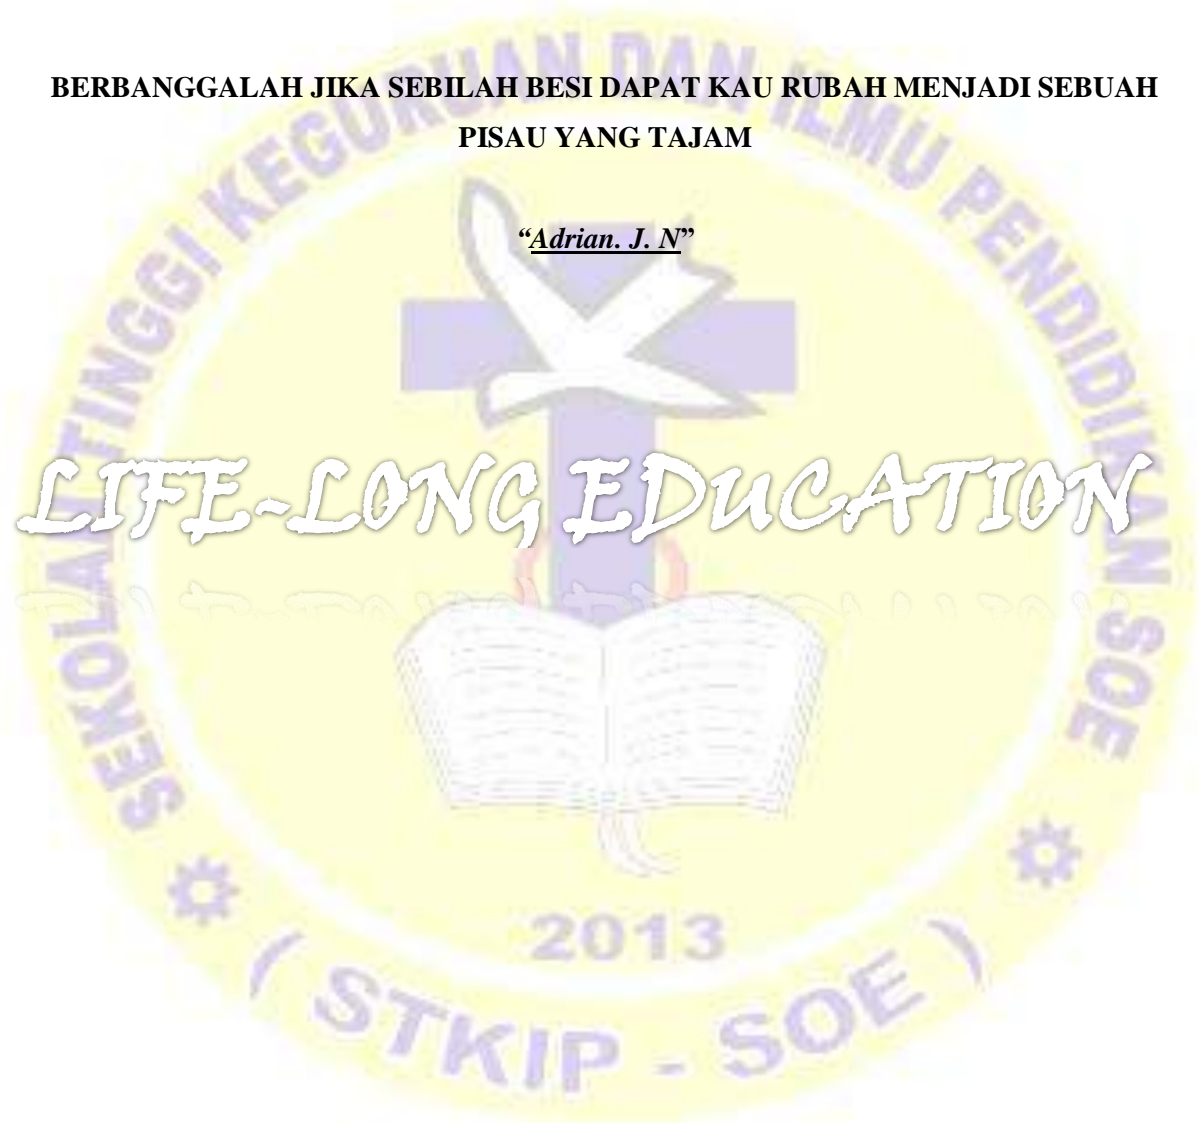 BERBANGGALAH JIKA SEBILAH BESI DAPAT KAU RUBAH MENJADI SEBUAH
PISAU YANG TAJAM
“Adrian. J. N”
LIFE-LONG EDUCATION
SEKOLAH TINGGI KEGURUAN DAN ILMU PENDIDIKAN SOE
2013
( STKIP - SOE )